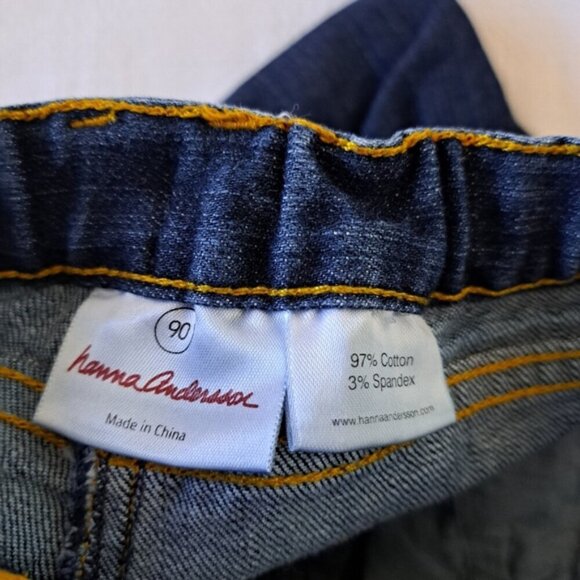 90
hanna Andersson
Made in China
97% Cotton
3% Spandex
www.hannaandersson.com